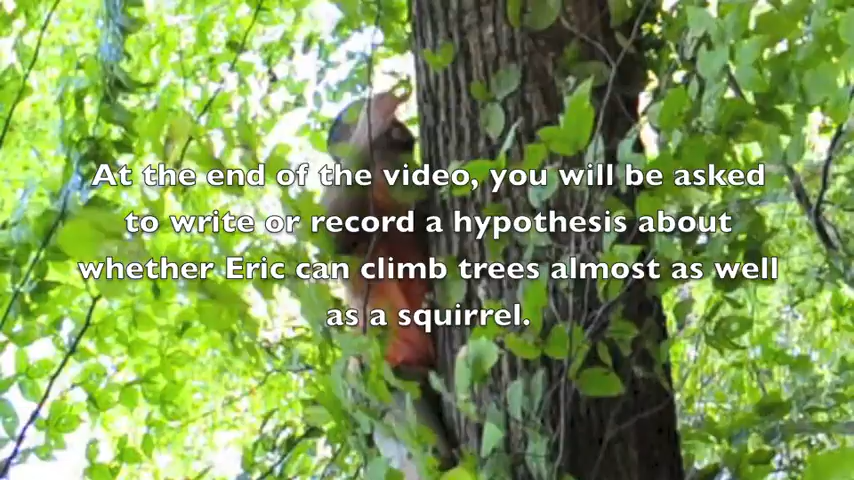 At the end of the video, you will be asked
to write or record a hypothesis about
whether Eric can climb trees almost as well
as a squirrel.